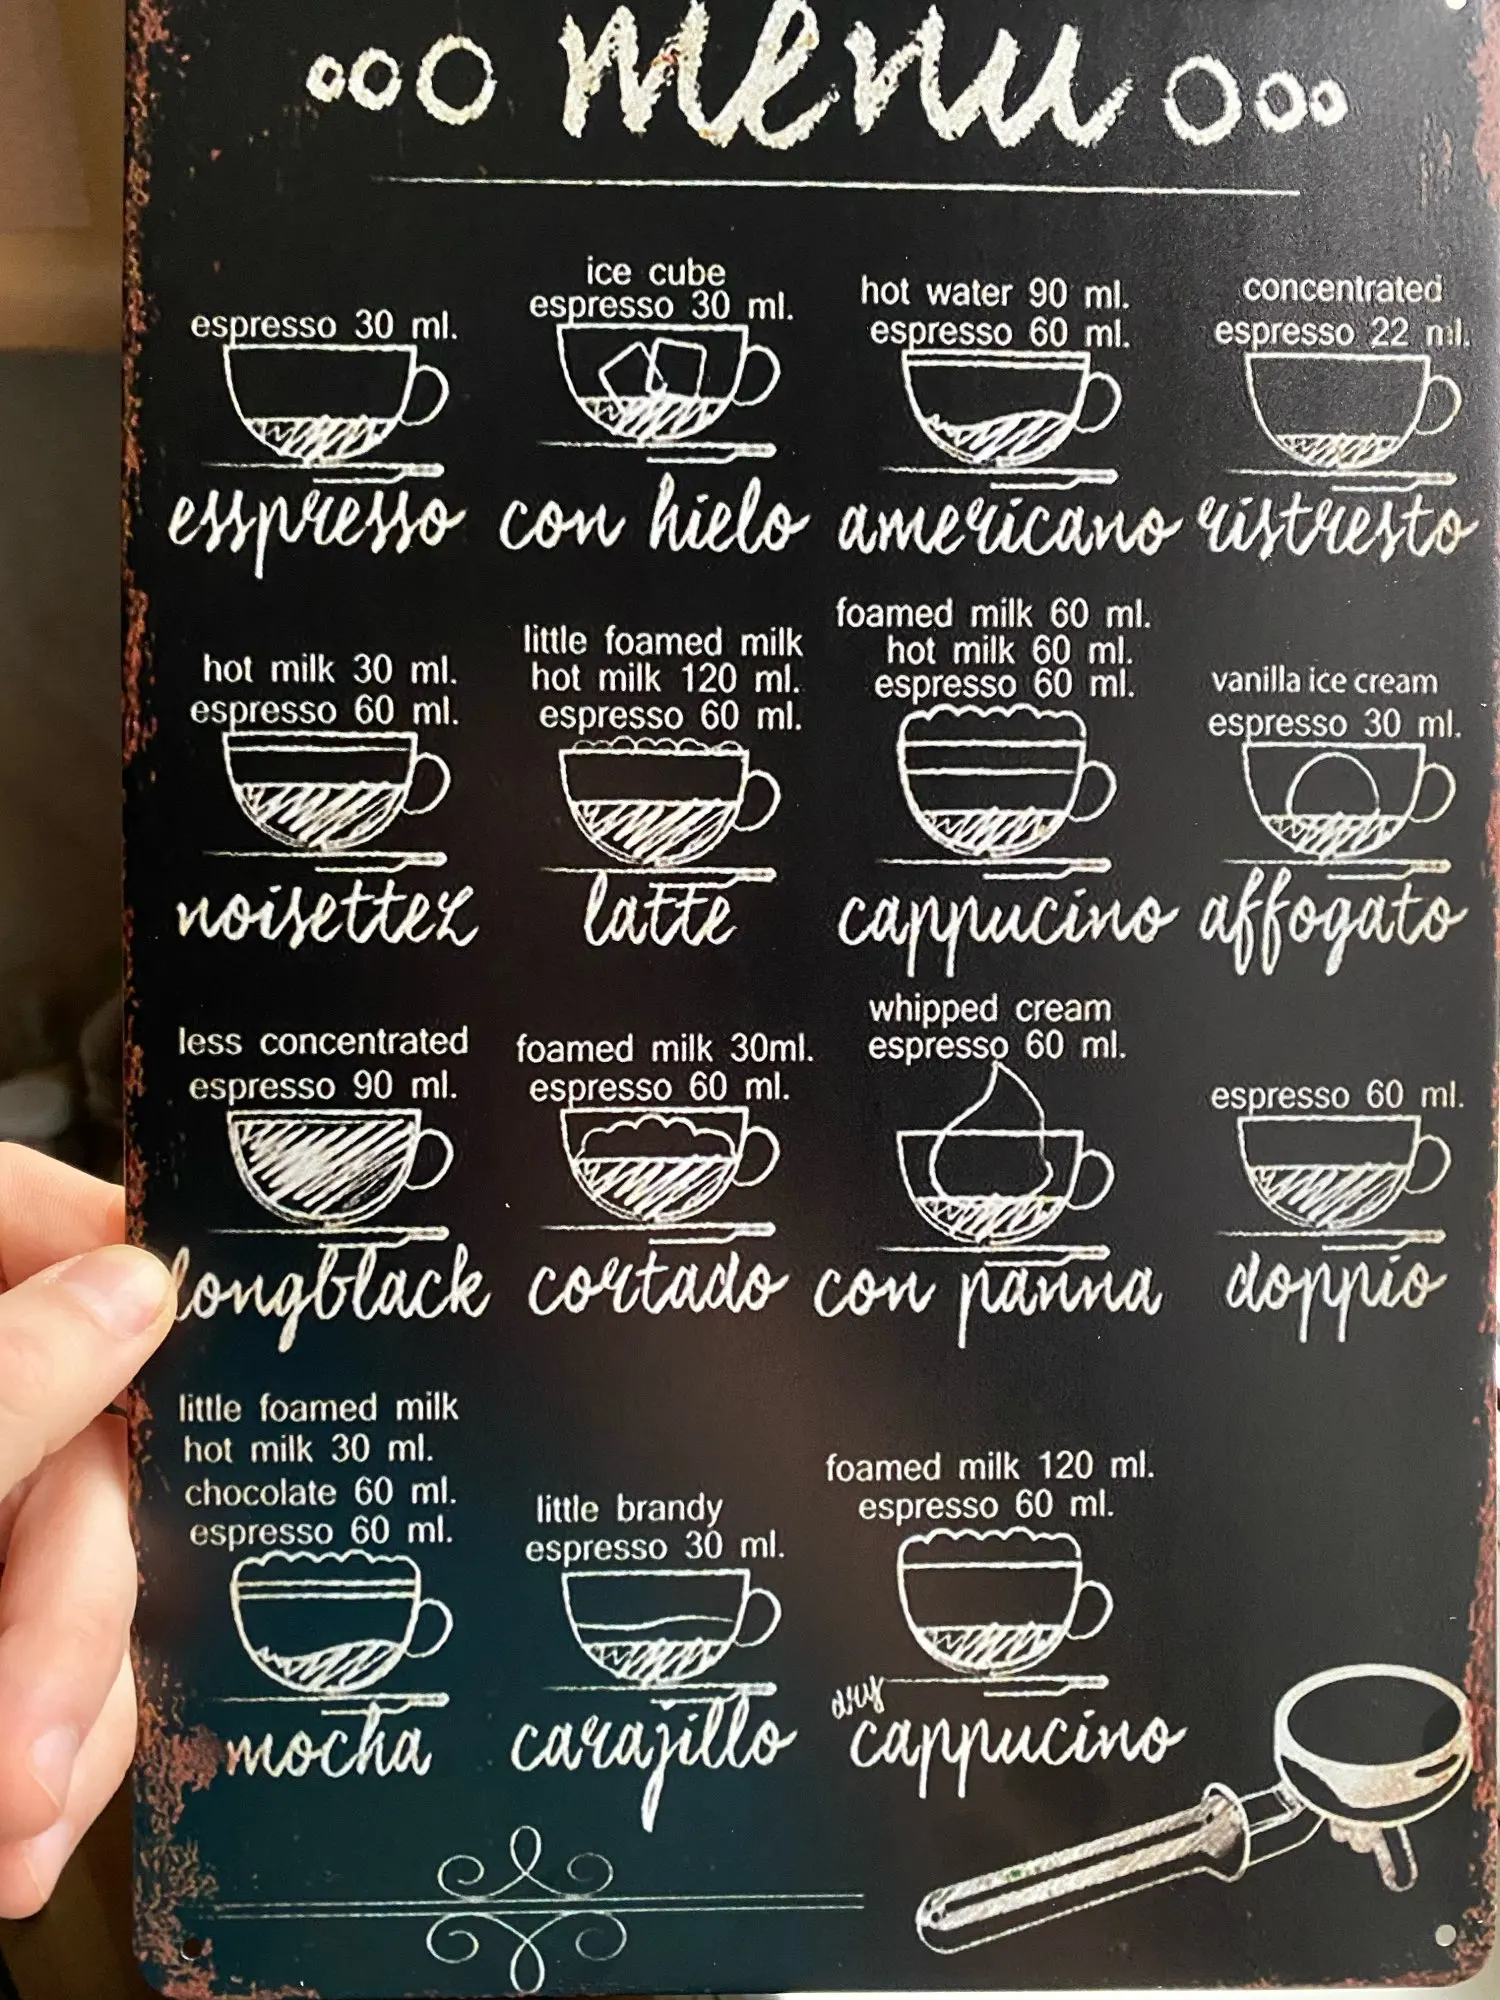 menu
espresso 30 ml.
esspresso
ice cube
espresso 30 ml.
con hielo
hot water 90 ml.
espresso 60 ml.
americano
concentrated
espresso 22 ml.
ristresto
hot milk 30 ml.
espresso 60 ml.
noisettez
little foamed milk
hot milk 120 ml.
espresso 60 ml.
latte
foamed milk 60 ml.
hot milk 60 ml.
espresso 60 ml.
cappucino
vanilla ice cream
espresso 30 ml.
affogato
less concentrated
espresso 90 ml.
longblack
foamed milk 30ml.
espresso 60 ml.
cortado
whipped cream
espresso 60 ml.
con panna
espresso 60 ml.
doppio
little foamed milk
hot milk 30 ml.
chocolate 60 ml.
espresso 60 ml.
mocha
little brandy
espresso 30 ml.
carajillo
foamed milk 120 ml.
espresso 60 ml.
dry
cappucino